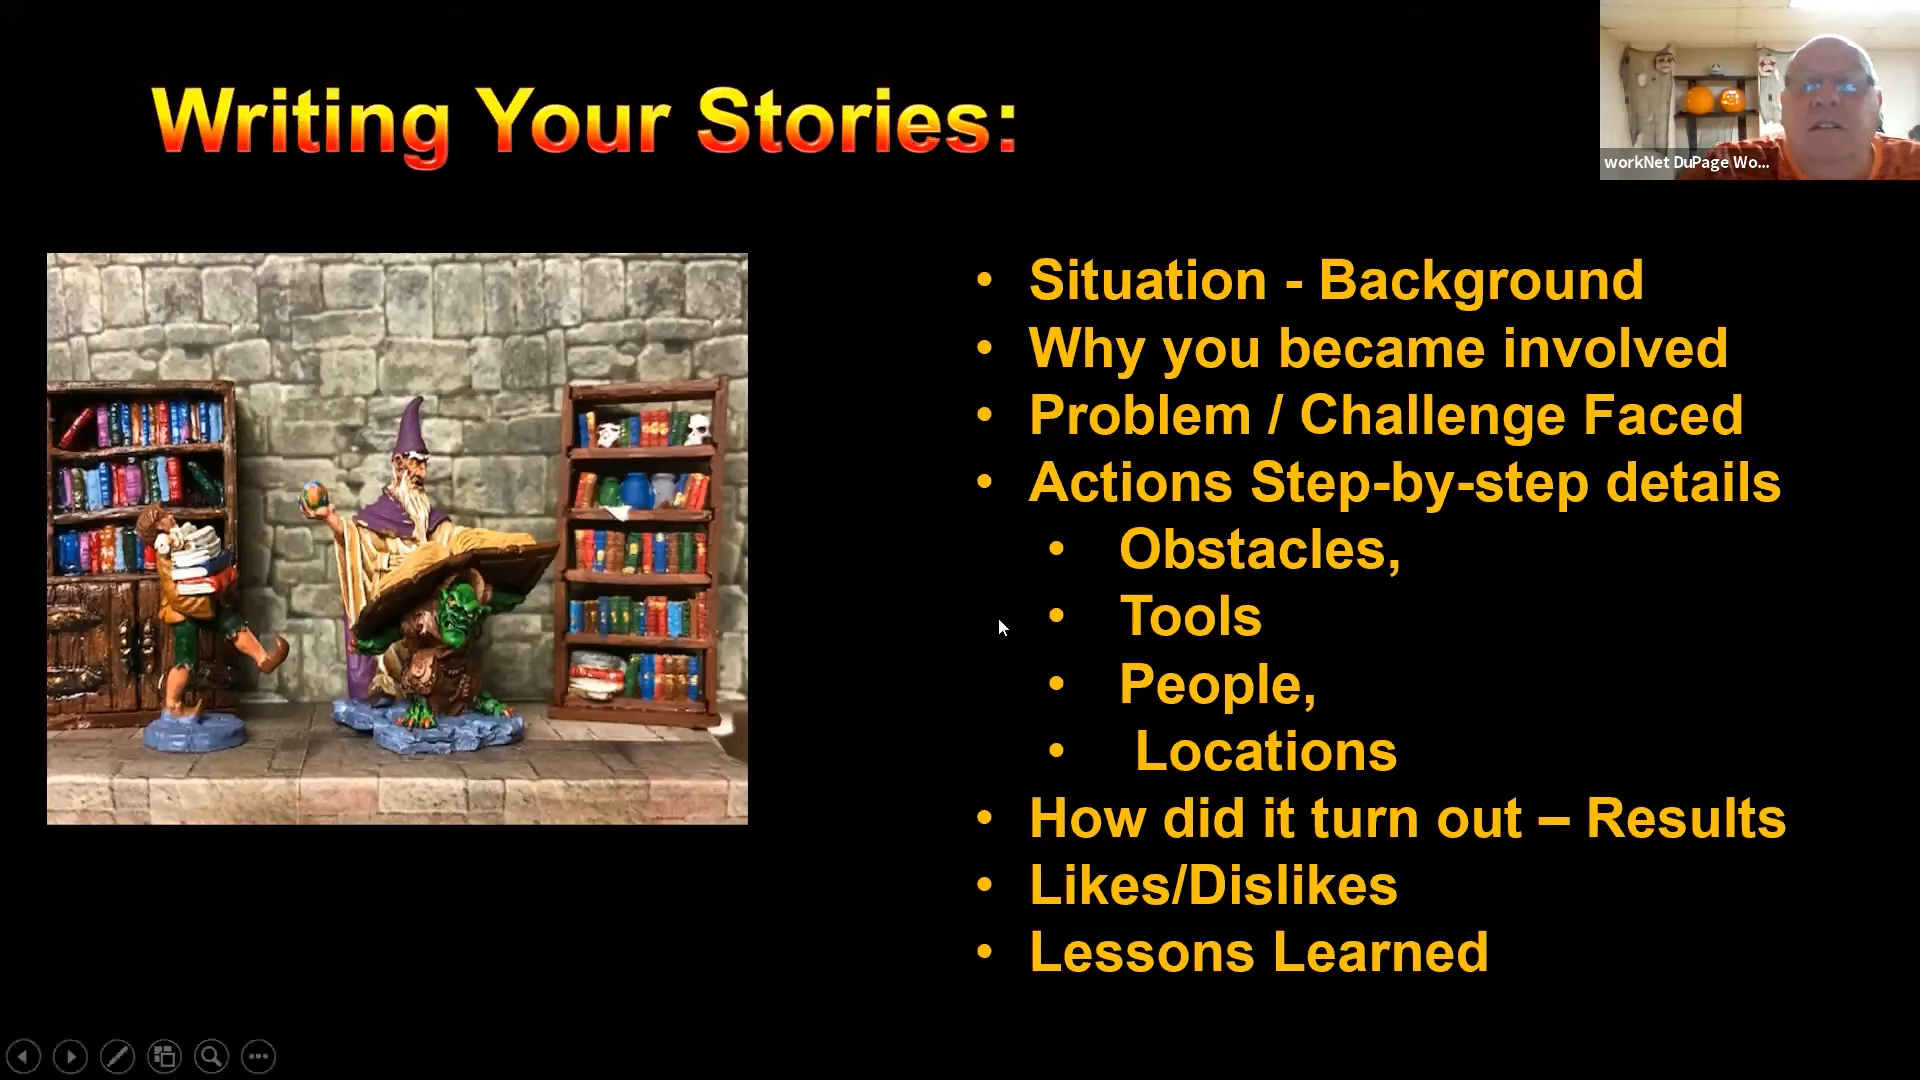 Writing Your Stories:
workNet DuPage Wo...
• Situation - Background
• Why you became involved
• Problem / Challenge Faced
• Actions Step-by-step details
• Obstacles,
• Tools
• People,
• Locations
• How did it turn out – Results
• Likes/Dislikes
• Lessons Learned